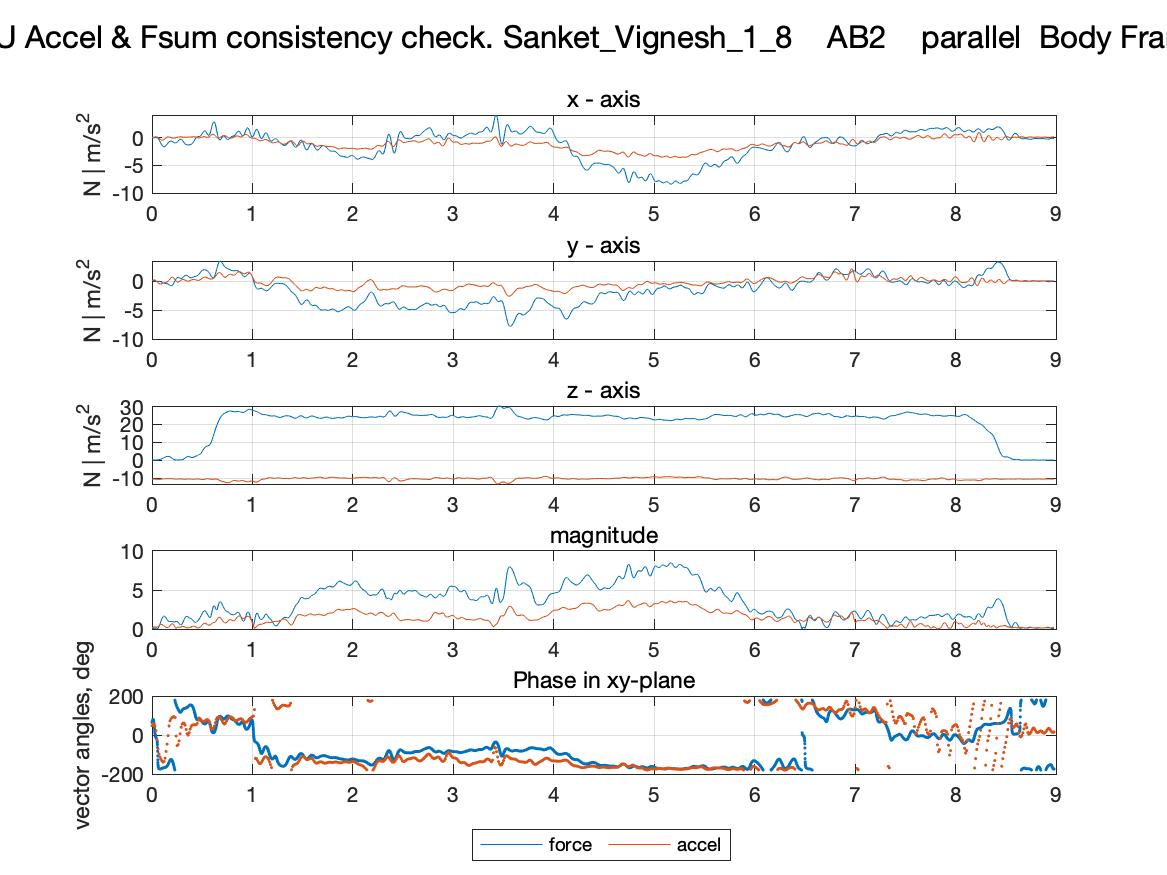 U Accel & Fsum consistency check. Sanket_Vignesh_1_8 AB2 parallel Body Fra
x - axis
N | m/s²
0
-5
-10
0 1 2 3 4 5 6 7 8 9
y - axis
N | m/s²
0
-5
-10
0 1 2 3 4 5 6 7 8 9
z - axis
N | m/s²
30
20
10
0
-10
0 1 2 3 4 5 6 7 8 9
magnitude
10
5
0
0 1 2 3 4 5 6 7 8 9
Phase in xy-plane
vector angles, deg
200
0
-200
0 1 2 3 4 5 6 7 8 9
force accel